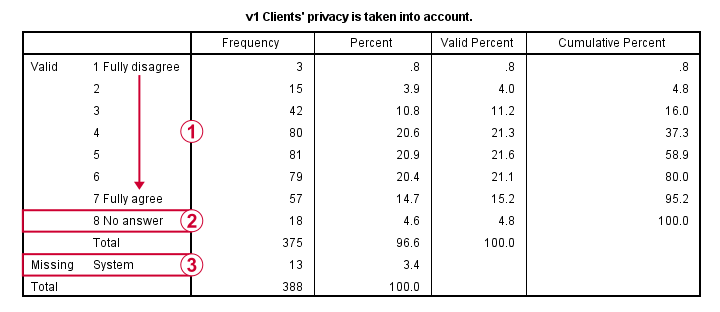 v1 Clients' privacy is taken into account.
Frequency Percent Valid Percent Cumulative Percent
Valid 1 Fully disagree 3 .8 .8 .8
2 15 3.9 4.0 4.8
3 42 10.8 11.2 16.0
4 1 80 20.6 21.3 37.3
5 81 20.9 21.6 58.9
6 79 20.4 21.1 80.0
7 Fully agree 57 14.7 15.2 95.2
8 No answer 2 18 4.6 4.8 100.0
Total 375 96.6 100.0
Missing System 3 13 3.4
Total 388 100.0